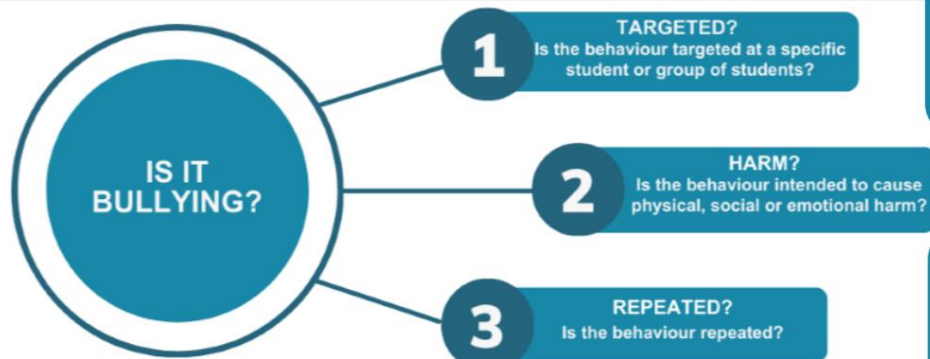 IS IT
BULLYING?
1
TARGETED?
Is the behaviour targeted at a specific
student or group of students?
2
HARM?
Is the behaviour intended to cause
physical, social or emotional harm?
3
REPEATED?
Is the behaviour repeated?